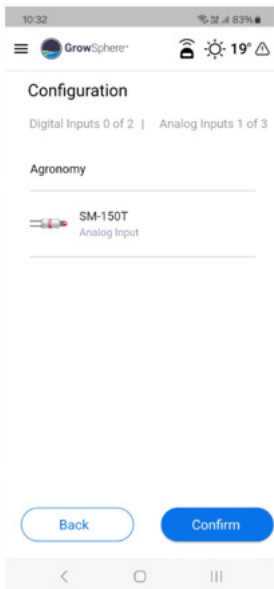 10:32 83%
GrowSphere™ 19°
Configuration
Digital Inputs 0 of 2 | Analog Inputs 1 of 3
Agronomy
SM-150T
Analog Input
Back Confirm